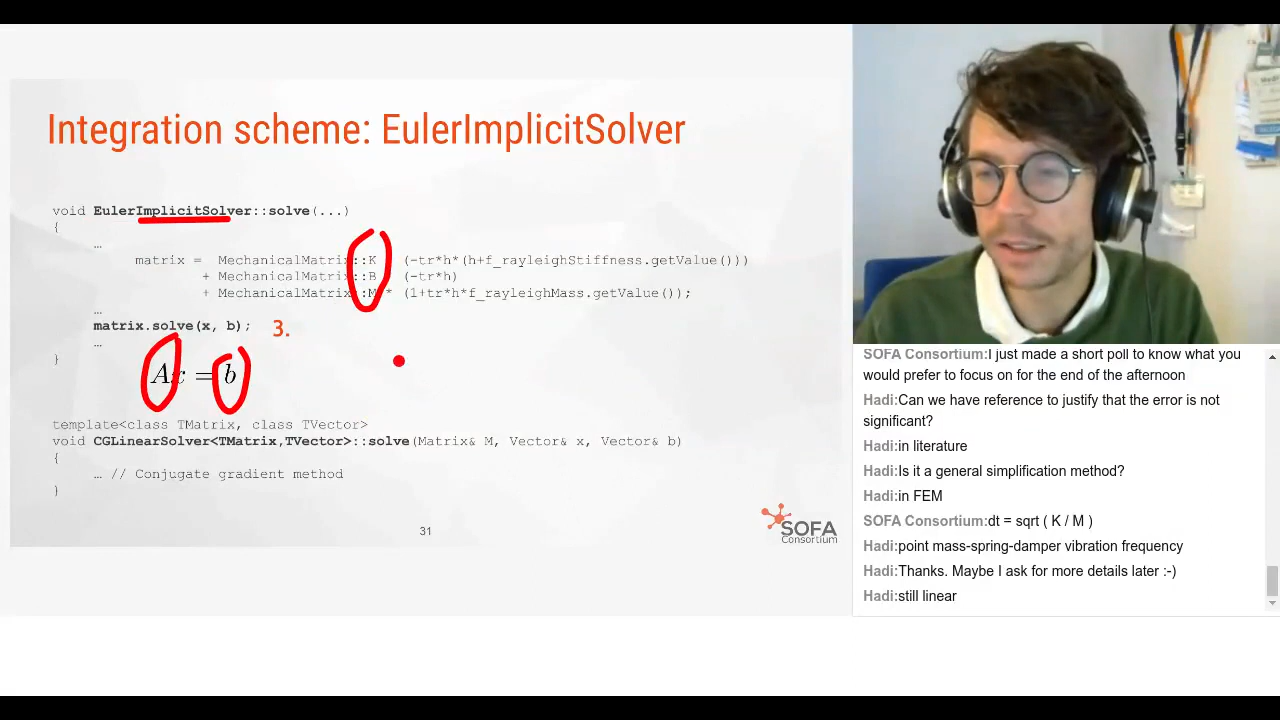 Integration scheme: EulerImplicitSolver
void EulerImplicitSolver::solve(...)
{
…
matrix = MechanicalMatrix::K (-tr*h*(h+f_rayleighStiffness.getValue()))
+ MechanicalMatrix::B (-tr*h)
+ MechanicalMatrix::M * (1+tr*h*f_rayleighMass.getValue());
…
matrix.solve(x, b); 3.
…
}
Ax = b
template<class TMatrix, class TVector>
void CGLinearSolver<TMatrix,TVector>::solve(Matrix& M, Vector& x, Vector& b)
{
… // Conjugate gradient method
}
31
SOFA
Consortium
SOFA Consortium:I just made a short poll to know what you
would prefer to focus on for the end of the afternoon
Hadi:Can we have reference to justify that the error is not
significant?
Hadi:in literature
Hadi:Is it a general simplification method?
Hadi:in FEM
SOFA Consortium:dt = sqrt ( K / M )
Hadi:point mass-spring-damper vibration frequency
Hadi:Thanks. Maybe I ask for more details later :-)
Hadi:still linear